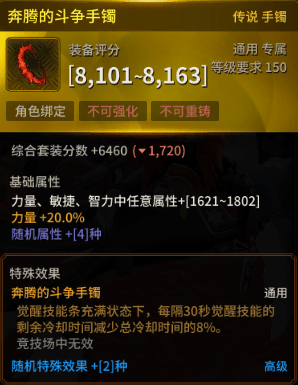 奔腾的斗争手镯 传说 手镯
装备评分 通用 专属
[8,101~8,163] 等级要求 150
角色绑定 不可强化 不可重铸
综合套装分数 +6460 (▼1,720)
基础属性
力量、敏捷、智力中任意属性+[1621~1802]
力量 +20.0%
随机属性 +[4]种
特殊效果
奔腾的斗争手镯 通用
觉醒技能条充满状态下，每隔30秒觉醒技能的
剩余冷却时间减少总冷却时间的8%。
竞技场中无效
随机特殊效果 +[2]种 高级